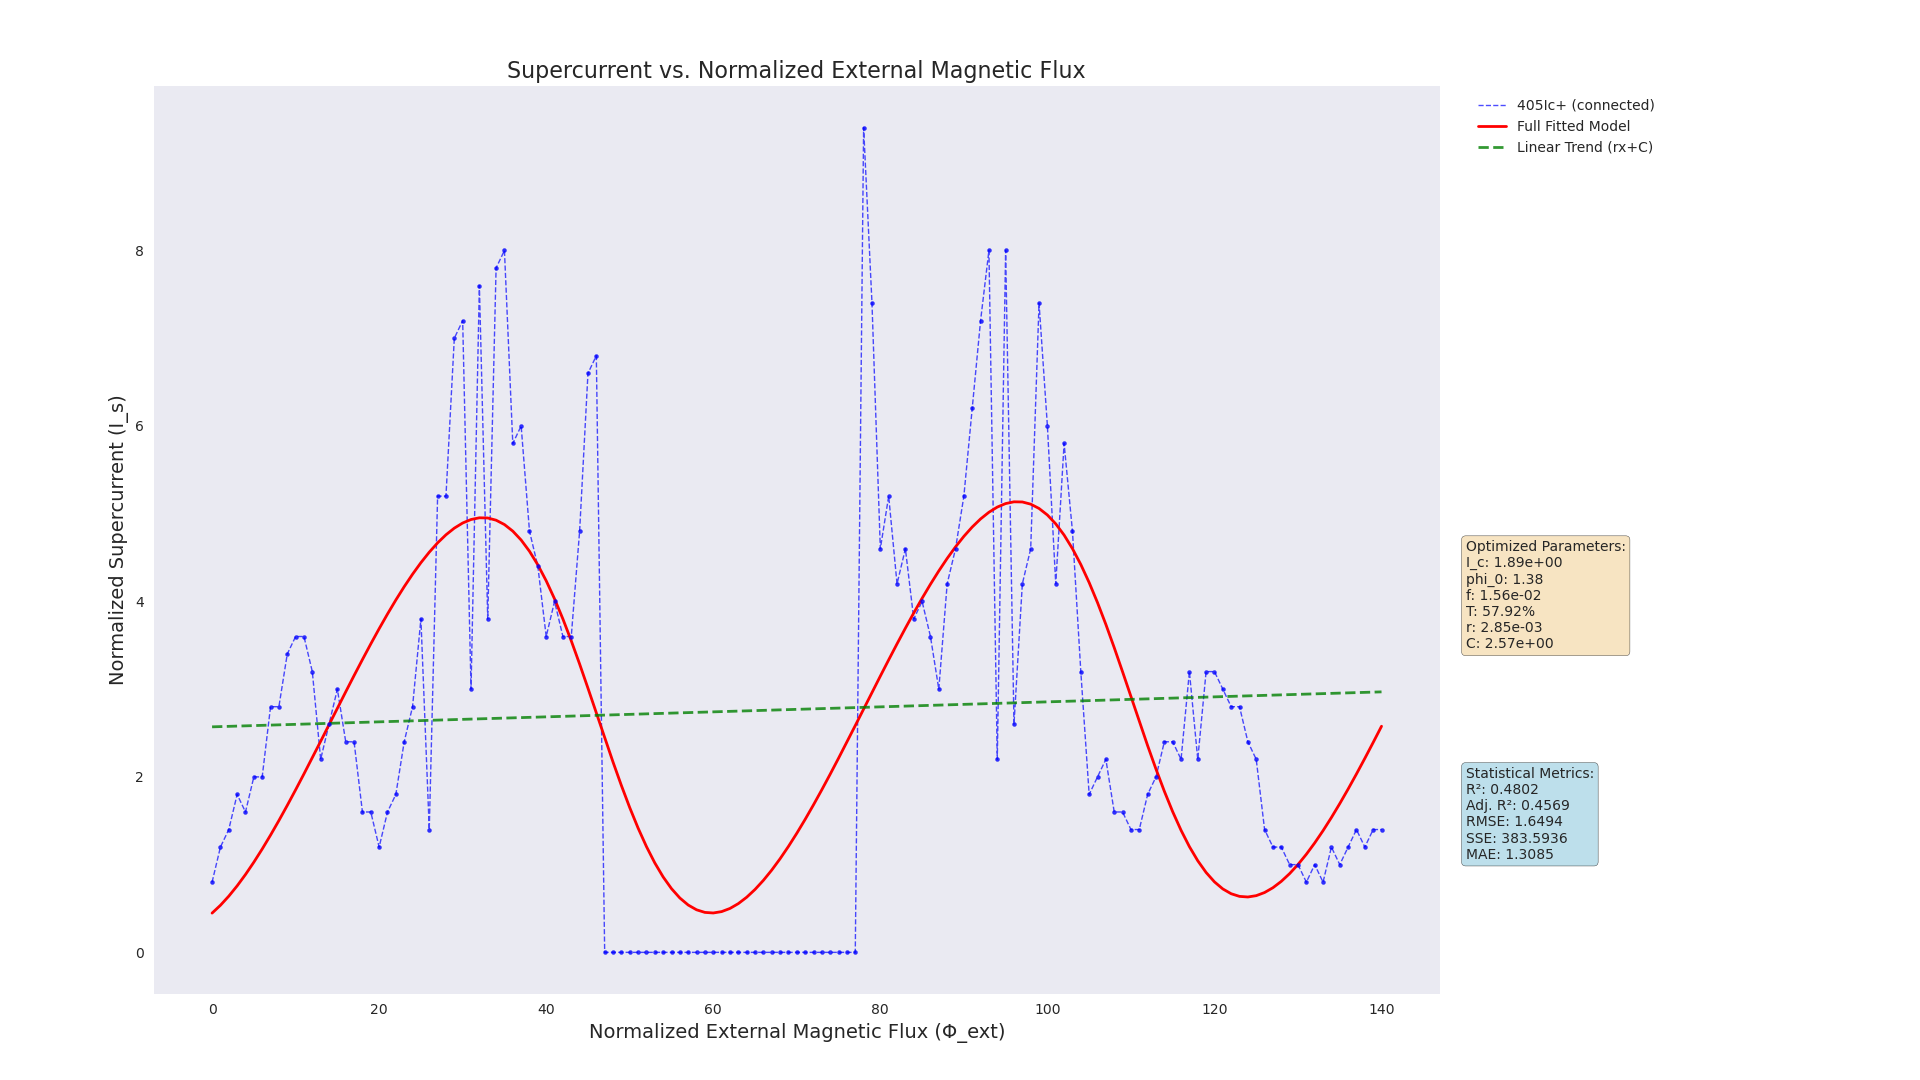 Supercurrent vs. Normalized External Magnetic Flux
405Ic+ (connected)
Full Fitted Model
Linear Trend (rx+C)
Normalized Supercurrent (I_s)
8
6
4
2
0
Optimized Parameters:
I_c: 1.89e+00
phi_0: 1.38
f: 1.56e-02
T: 57.92%
r: 2.85e-03
C: 2.57e+00
Statistical Metrics:
R²: 0.4802
Adj. R²: 0.4569
RMSE: 1.6494
SSE: 383.5936
MAE: 1.3085
0 20 40 60 80 100 120 140
Normalized External Magnetic Flux (Φ_ext)